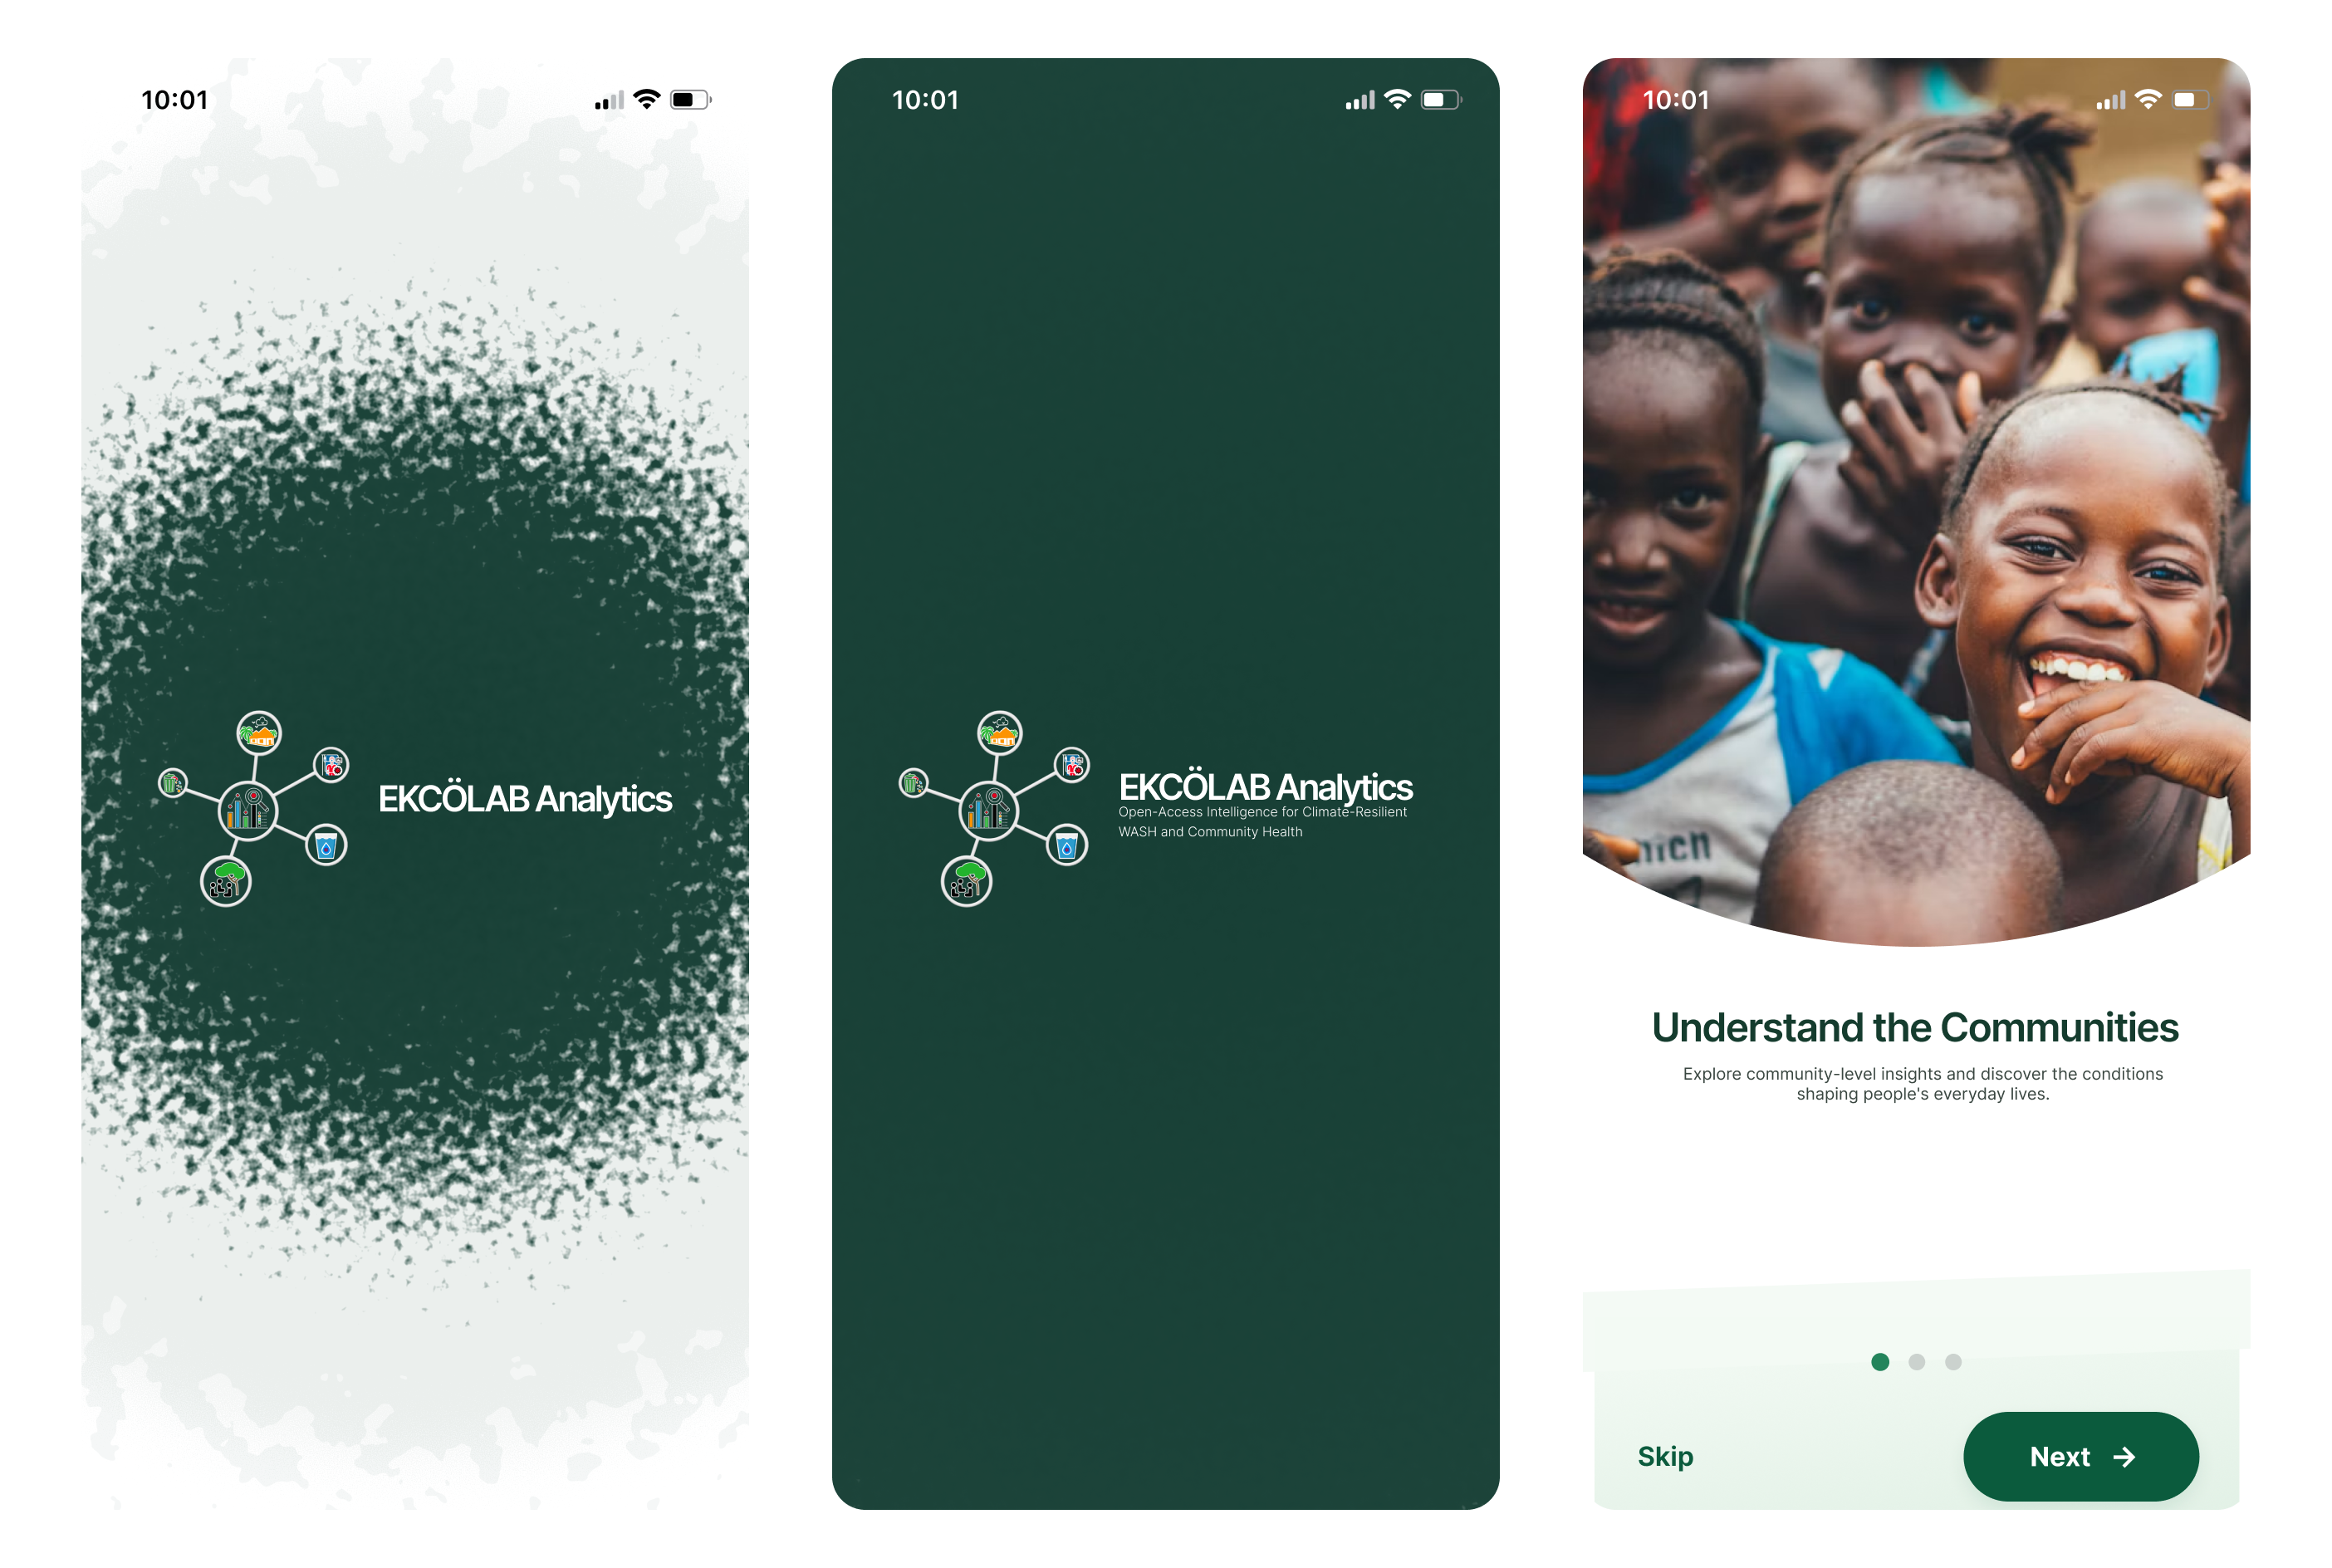 10:01
EKCÖLAB Analytics
10:01
EKCÖLAB Analytics
Open-Access Intelligence for Climate-Resilient
WASH and Community Health
10:01
nich
Understand the Communities
Explore community-level insights and discover the conditions
shaping people's everyday lives.
Skip
Next →